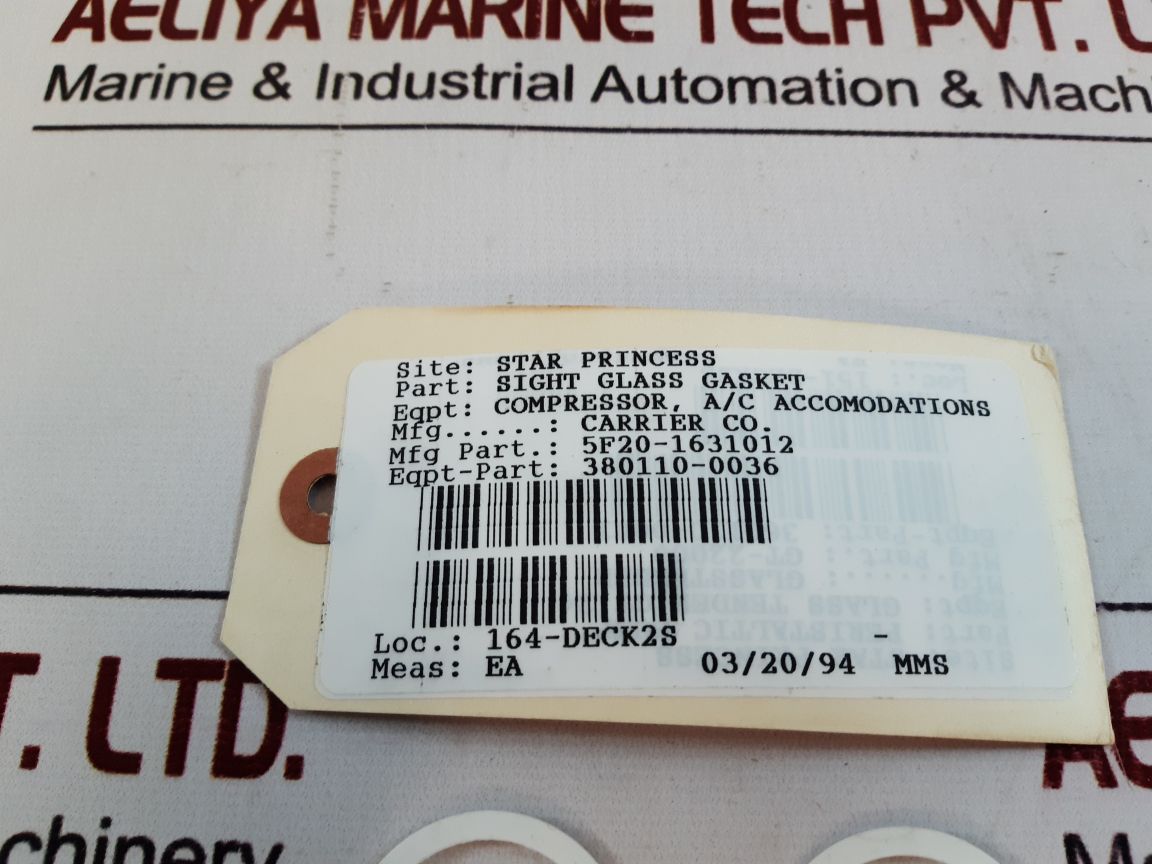 AELIYA MARINE TECH PVT.
Marine & Industrial Automation &
Site: STAR PRINCESS
Part: SIGHT GLASS GASKET
Eqpt: COMPRESSOR, A/C ACCOMODATIONS
Mfg......: CARRIER CO.
Mfg Part.: 5F20-1631012
Eqpt-Part: 380110-0036
Loc.: 164-DECK2S -
Meas: EA 03/20/94 MMS
T. LTD.